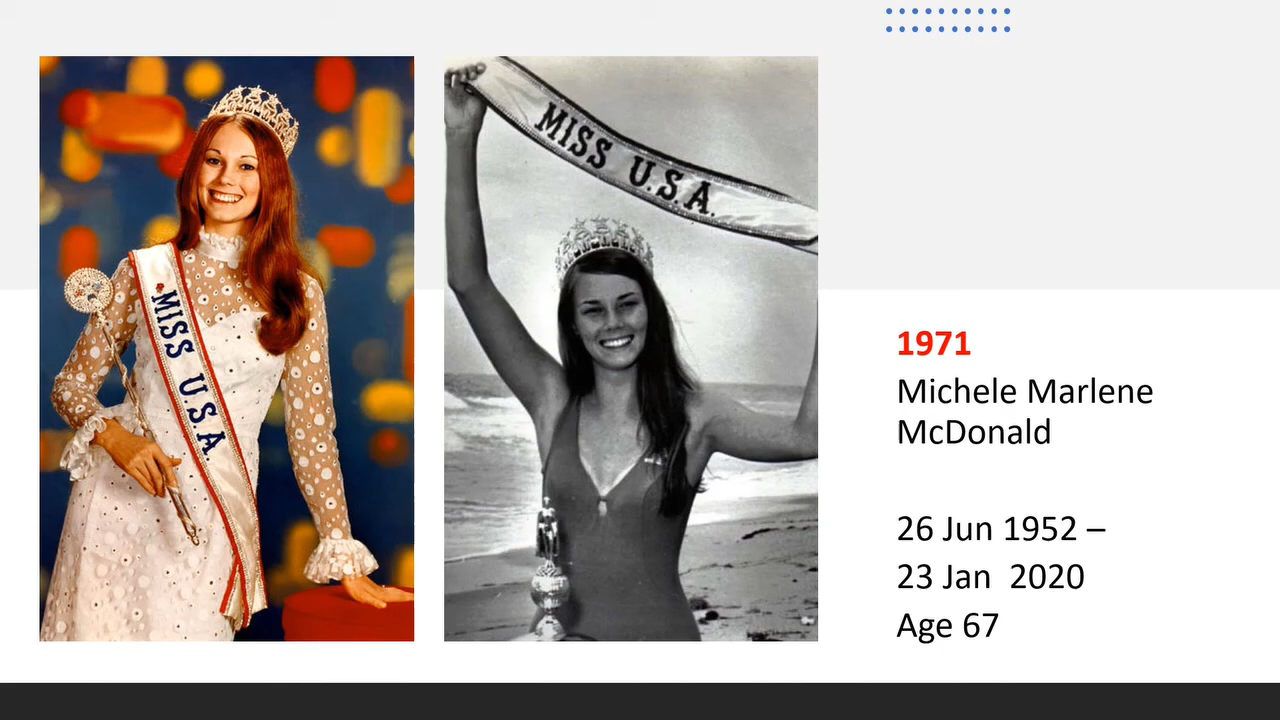 MISS U.S.A.
MISS U.S.A.
1971
Michele Marlene
McDonald
26 Jun 1952 –
23 Jan 2020
Age 67